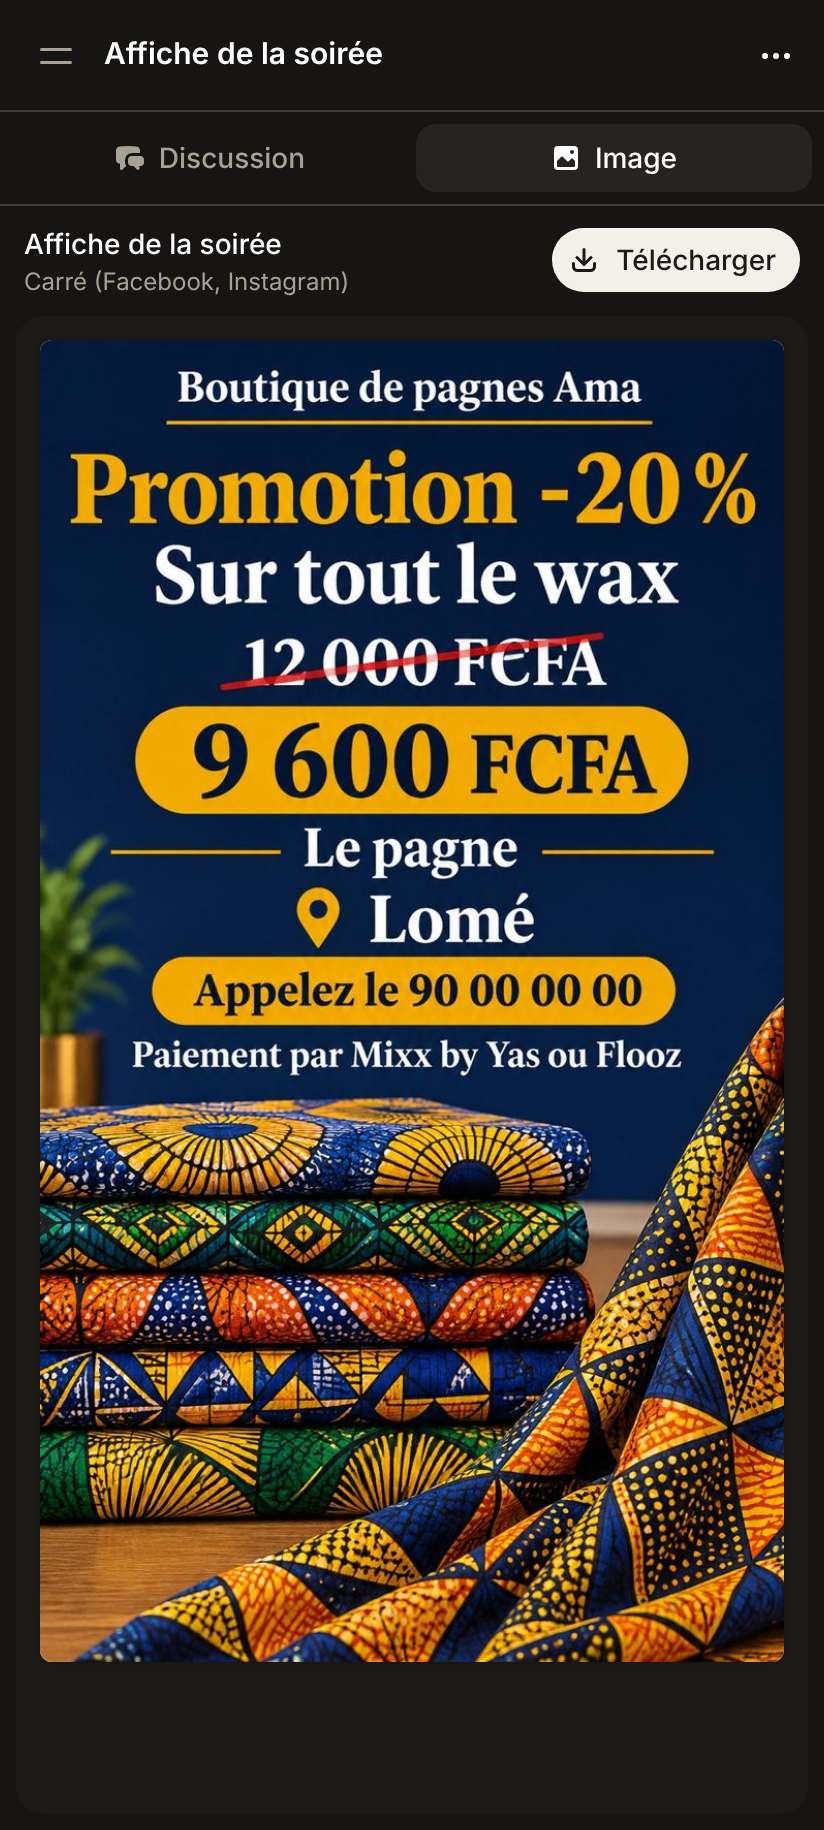 Affiche de la soirée
Discussion
Image
Affiche de la soirée
Carré (Facebook, Instagram)
Télécharger
Boutique de pagnes Ama
Promotion -20 %
Sur tout le wax
12 000 FCFA
9 600 FCFA
Le pagne
Lomé
Appelez le 90 00 00 00
Paiement par Mixx by Yas ou Flooz